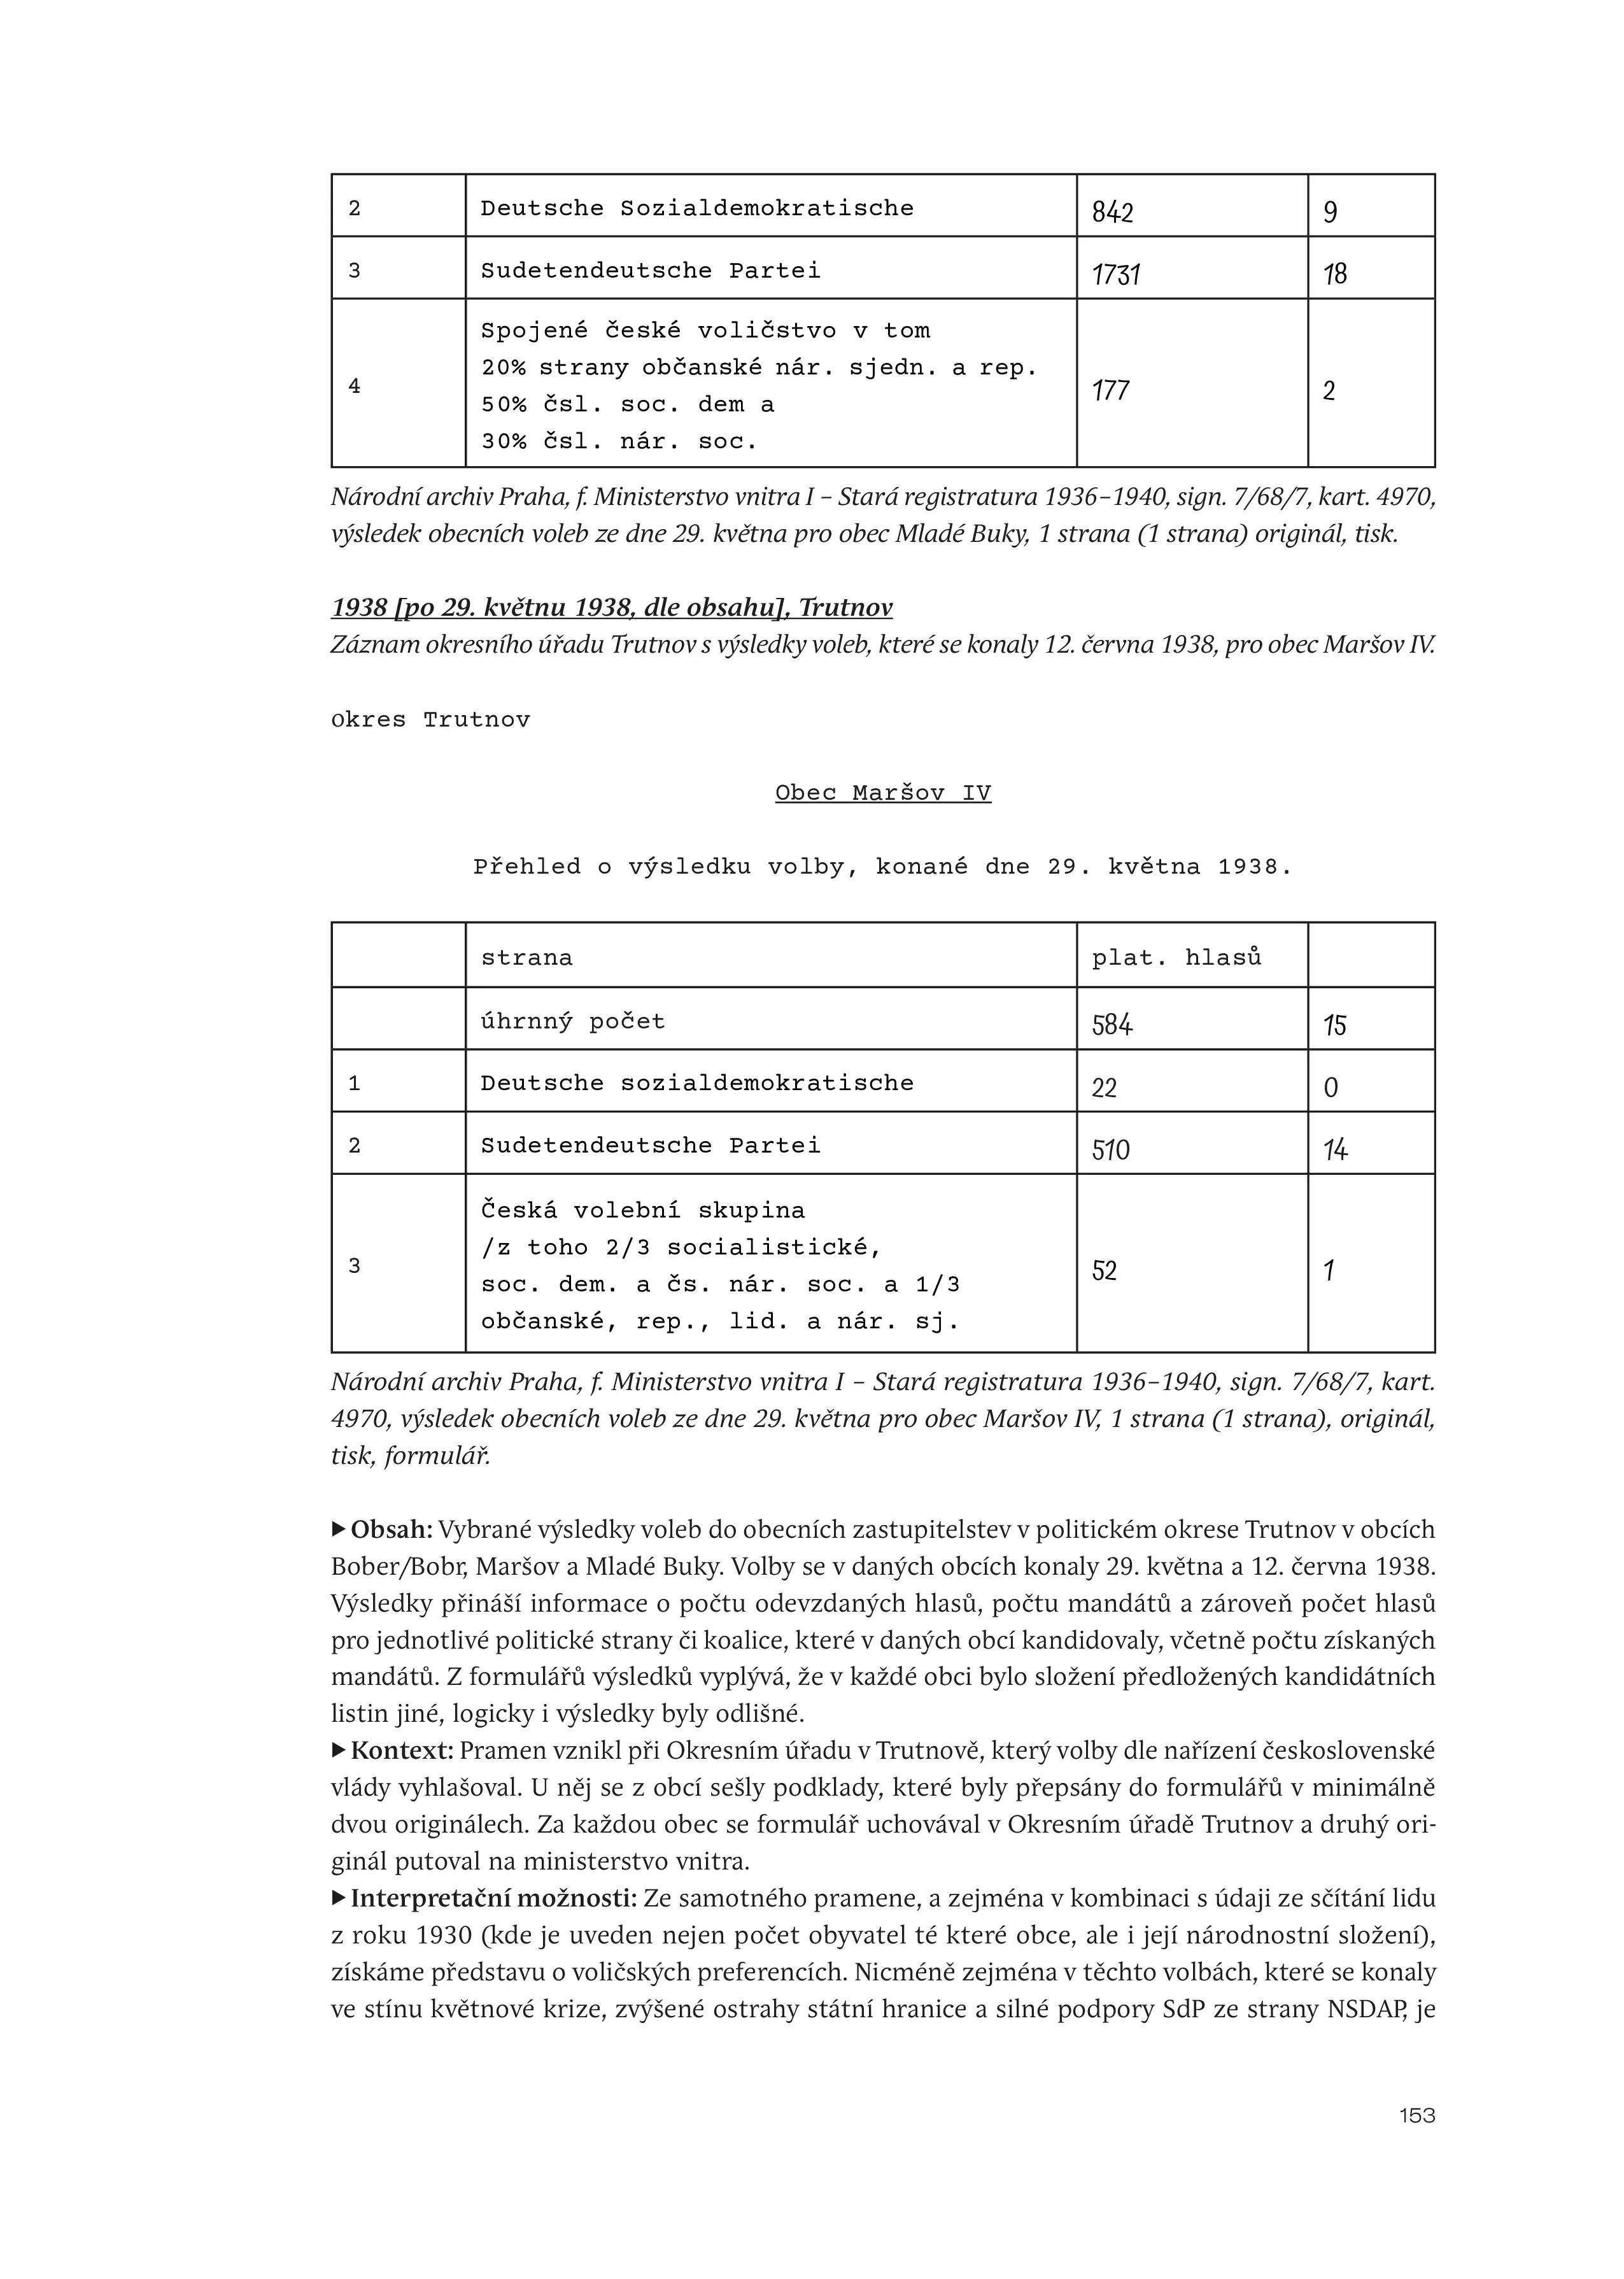 2 Deutsche Sozialdemokratische 842 9
3 Sudetendeutsche Partei 1731 18
4 Spojené české voličstvo v tom
20% strany občanské nár. sjedn. a rep.
50% čsl. soc. dem a
30% čsl. nár. soc. 177 2
Národní archiv Praha, f. Ministerstvo vnitra I – Stará registratura 1936–1940, sign. 7/68/7, kart. 4970,
výsledek obecních voleb ze dne 29. května pro obec Mladé Buky, 1 strana (1 strana) originál, tisk.
1938 [po 29. květnu 1938, dle obsahu], Trutnov
Záznam okresního úřadu Trutnov s výsledky voleb, které se konaly 12. června 1938, pro obec Maršov IV.
okres Trutnov
Obec Maršov IV
Přehled o výsledku volby, konané dne 29. května 1938.
strana plat. hlasů
úhrnný počet 584 15
1 Deutsche sozialdemokratische 22 0
2 Sudetendeutsche Partei 510 14
3 Česká volební skupina
/z toho 2/3 socialistické,
soc. dem. a čs. nár. soc. a 1/3
občanské, rep., lid. a nár. sj. 52 1
Národní archiv Praha, f. Ministerstvo vnitra I – Stará registratura 1936–1940, sign. 7/68/7, kart.
4970, výsledek obecních voleb ze dne 29. května pro obec Maršov IV, 1 strana (1 strana), originál,
tisk, formulář.
▶ Obsah: Vybrané výsledky voleb do obecních zastupitelstev v politickém okrese Trutnov v obcích
Bober/Bobr, Maršov a Mladé Buky. Volby se v daných obcích konaly 29. května a 12. června 1938.
Výsledky přináší informace o počtu odevzdaných hlasů, počtu mandátů a zároveň počet hlasů
pro jednotlivé politické strany či koalice, které v daných obcí kandidovaly, včetně počtu získaných
mandátů. Z formulářů výsledků vyplývá, že v každé obci bylo složení předložených kandidátních
listin jiné, logicky i výsledky byly odlišné.
▶ Kontext: Pramen vznikl při Okresním úřadu v Trutnově, který volby dle nařízení československé
vlády vyhlašoval. U něj se z obcí sešly podklady, které byly přepsány do formulářů v minimálně
dvou originálech. Za každou obec se formulář uchovával v Okresním úřadě Trutnov a druhý ori-
ginál putoval na ministerstvo vnitra.
▶ Interpretační možnosti: Ze samotného pramene, a zejména v kombinaci s údaji ze sčítání lidu
z roku 1930 (kde je uveden nejen počet obyvatel té které obce, ale i její národnostní složení),
získáme představu o voličských preferencích. Nicméně zejména v těchto volbách, které se konaly
ve stínu květnové krize, zvýšené ostrahy státní hranice a silné podpory SdP ze strany NSDAP, je
153